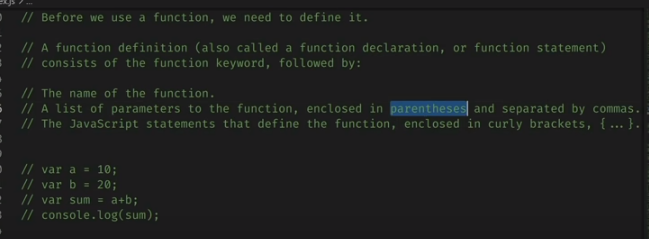 ex.js / ...
// Before we use a function, we need to define it.
// A function definition (also called a function declaration, or function statement)
// consists of the function keyword, followed by:
// The name of the function.
// A list of parameters to the function, enclosed in parentheses and separated by commas.
// The JavaScript statements that define the function, enclosed in curly brackets, {...}.
// var a = 10;
// var b = 20;
// var sum = a+b;
// console.log(sum);